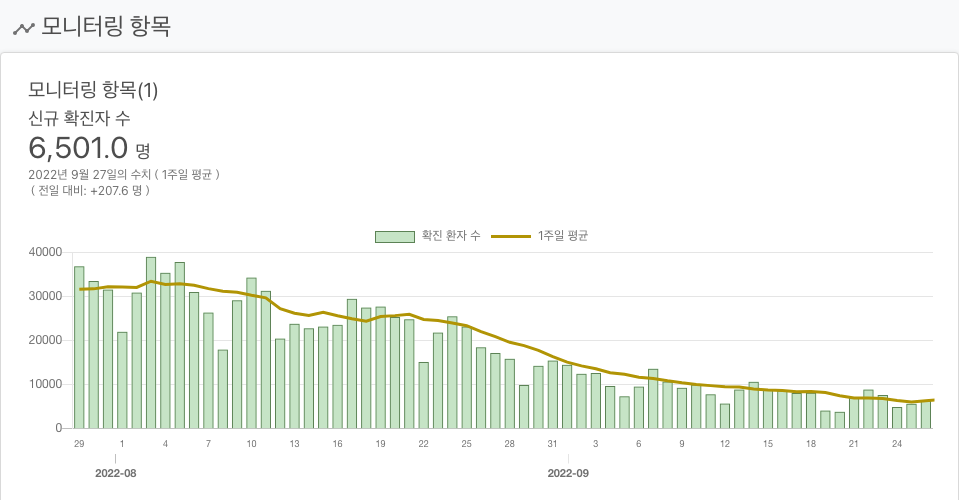 모니터링 항목
모니터링 항목(1)
신규 확진자 수
6,501.0 명
2022년 9월 27일의 수치 ( 1주일 평균 )
( 전일 대비: +207.6 명 )
확진 환자 수 1주일 평균
40000
30000
20000
10000
0
29 1 4 7 10 13 16 19 22 25 28 31 3 6 9 12 15 18 21 24
2022-08 2022-09